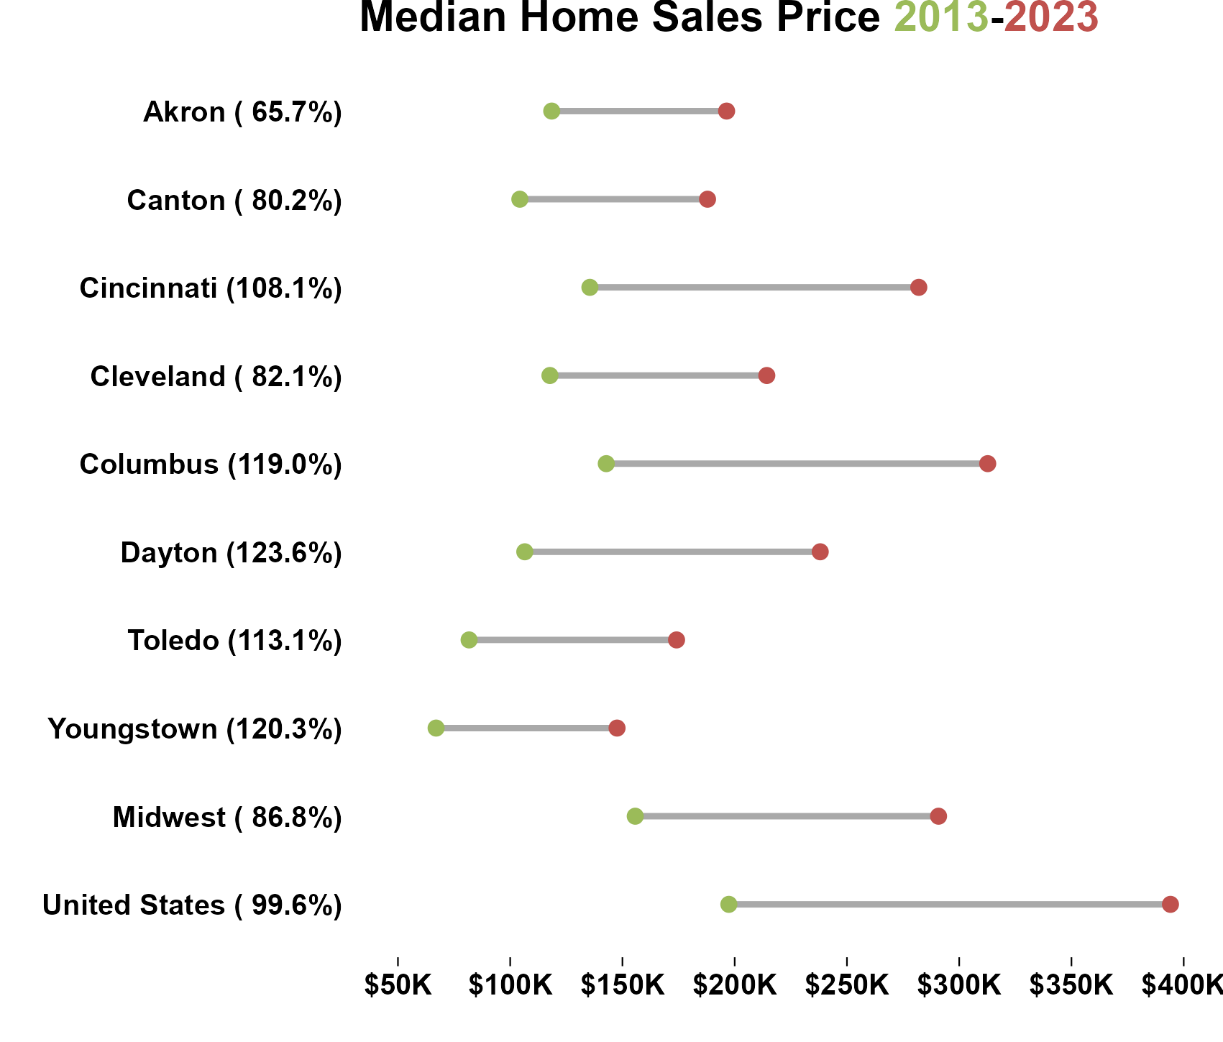 Median Home Sales Price 2013-2023
Akron ( 65.7%)
Canton ( 80.2%)
Cincinnati (108.1%)
Cleveland ( 82.1%)
Columbus (119.0%)
Dayton (123.6%)
Toledo (113.1%)
Youngstown (120.3%)
Midwest ( 86.8%)
United States ( 99.6%)
$50K $100K $150K $200K $250K $300K $350K $400K